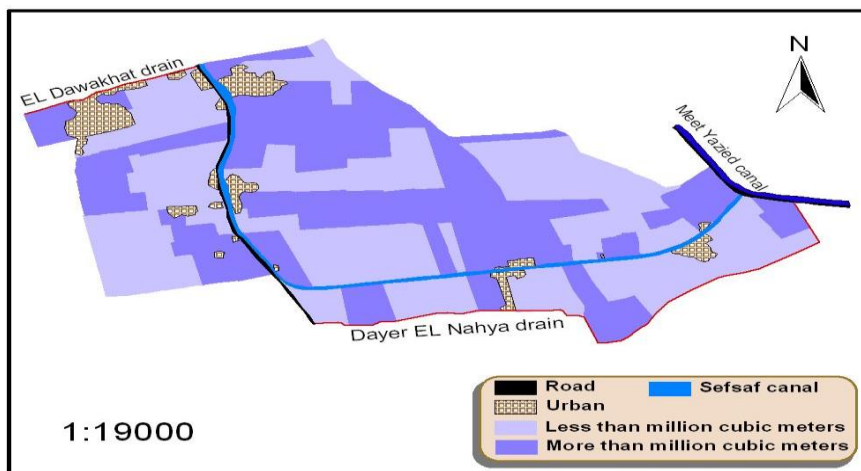 EL Dawakhat drain
N
Meet Yazied canal
Dayer EL Nahya drain
1:19000
Road
Sefsaf canal
Urban
Less than million cubic meters
More than million cubic meters